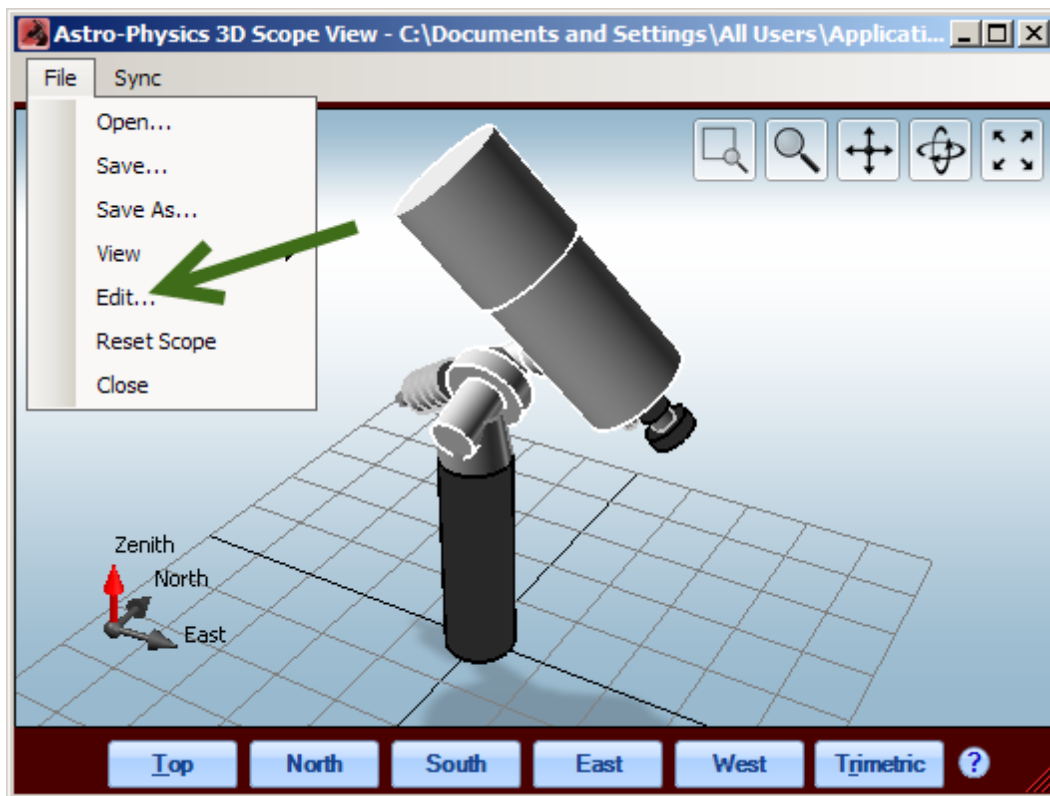 Astro-Physics 3D Scope View - C:\Documents and Settings\All Users\Applicati...
File Sync
Open...
Save...
Save As...
View
Edit...
Reset Scope
Close
Zenith
North
East
Top North South East West Trimetric ?